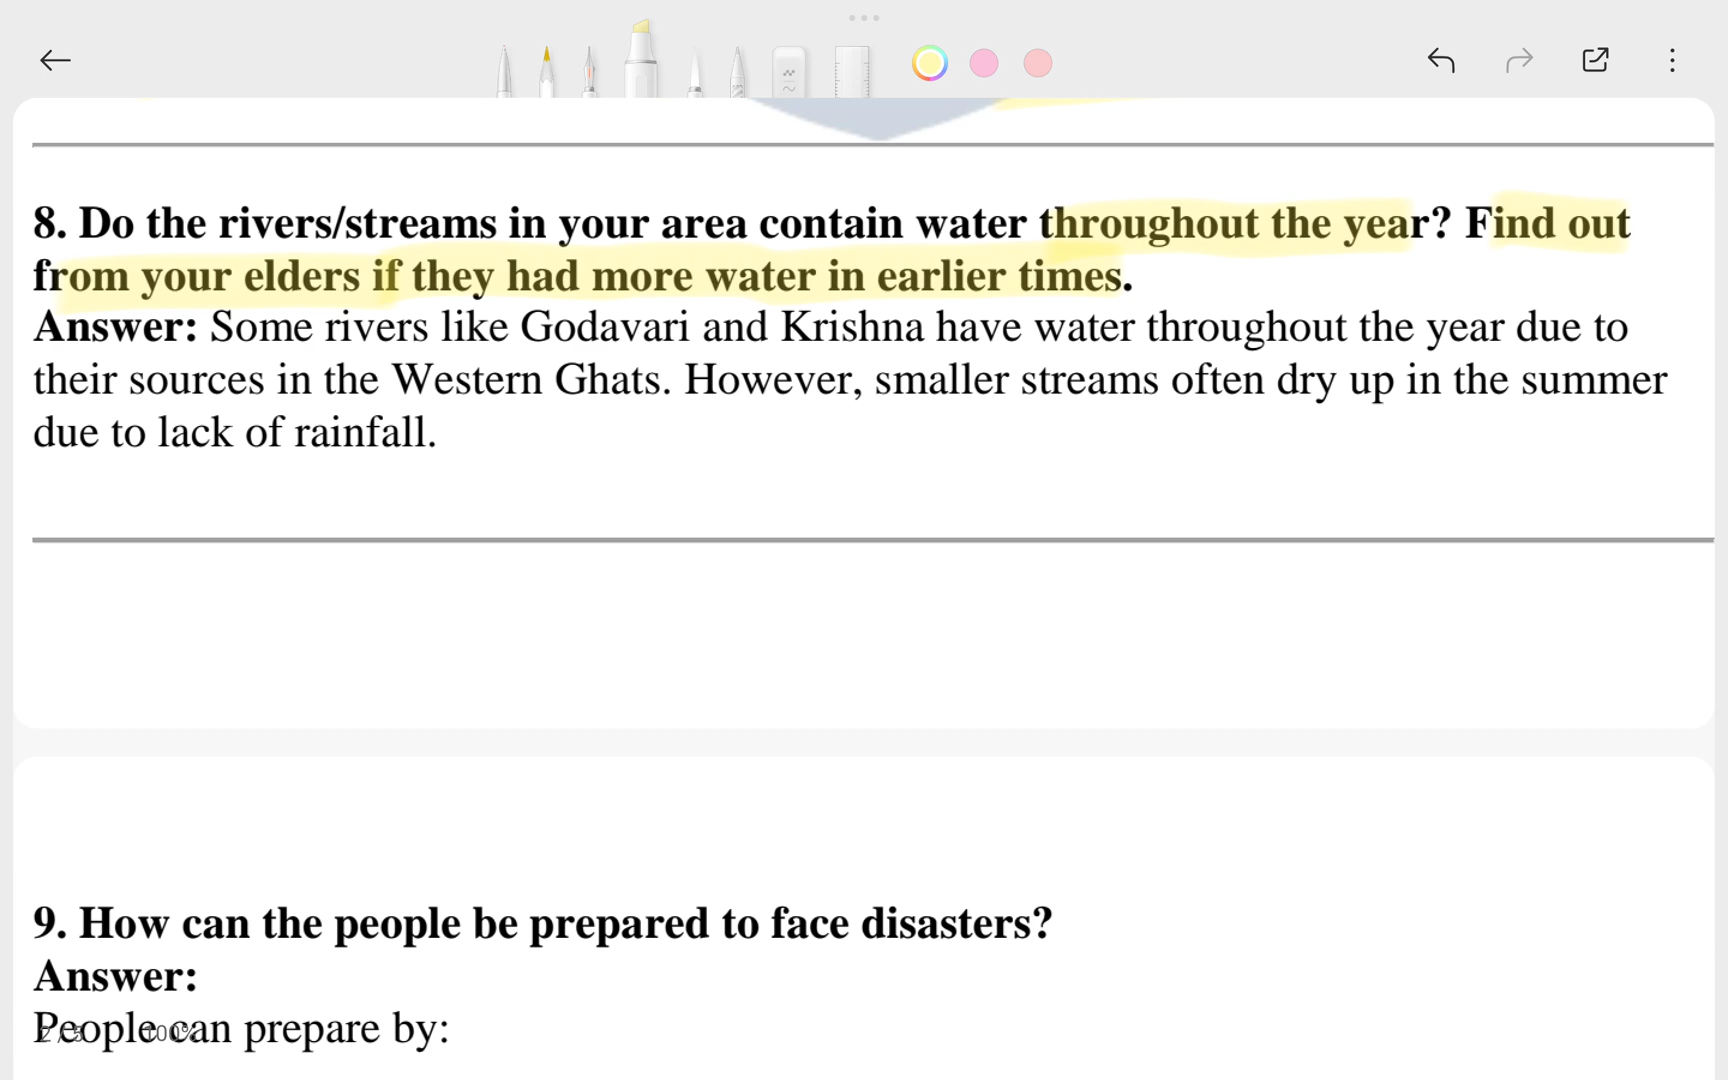 8. Do the rivers/streams in your area contain water throughout the year? Find out
from your elders if they had more water in earlier times.
Answer: Some rivers like Godavari and Krishna have water throughout the year due to
their sources in the Western Ghats. However, smaller streams often dry up in the summer
due to lack of rainfall.
9. How can the people be prepared to face disasters?
Answer:
People can prepare by:
2 / 5 100%